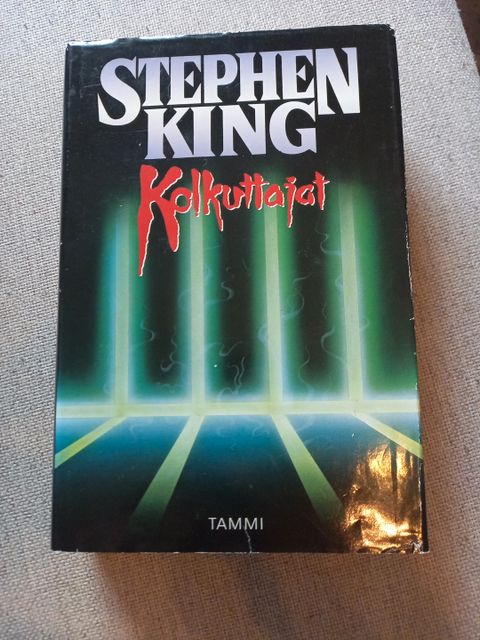 STEPHEN
KING
Kolkuttajat
TAMMI